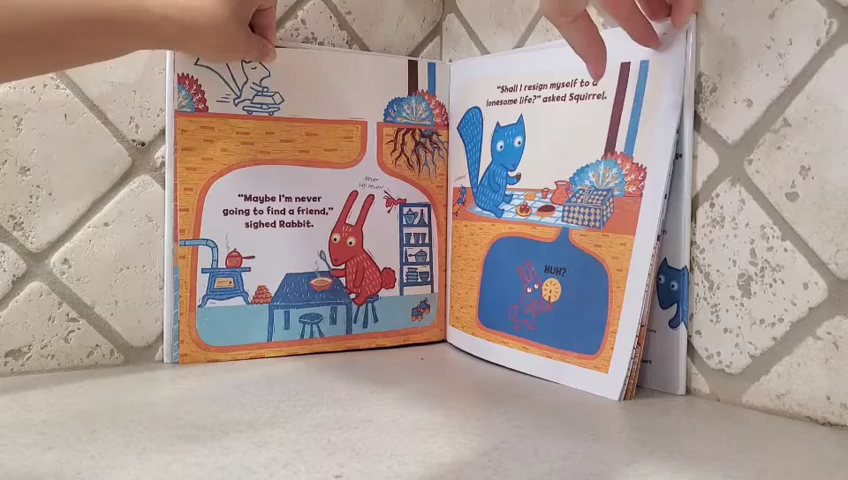 "Maybe I'm never
going to find a friend,"
sighed Rabbit.
"Shall I resign myself to a
lonesome life?" asked Squirrel.
HUH?